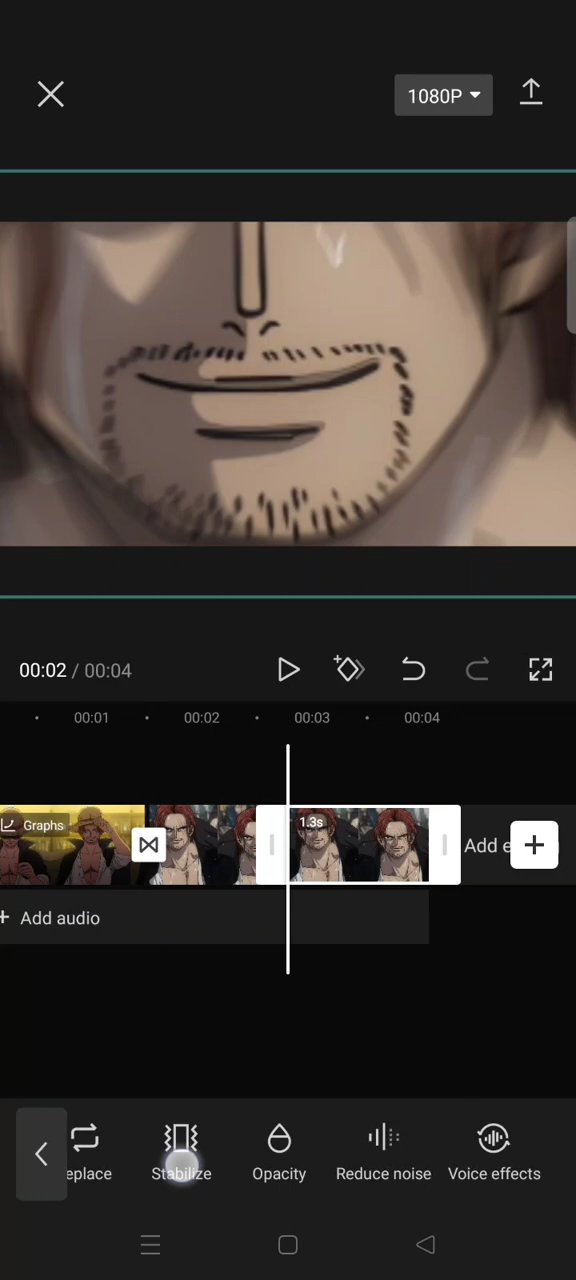 1080P
00:02 / 00:04
00:01 00:02 00:03 00:04
Graphs
1.3s
Add e
+ Add audio
eplace Stabilize Opacity Reduce noise Voice effects